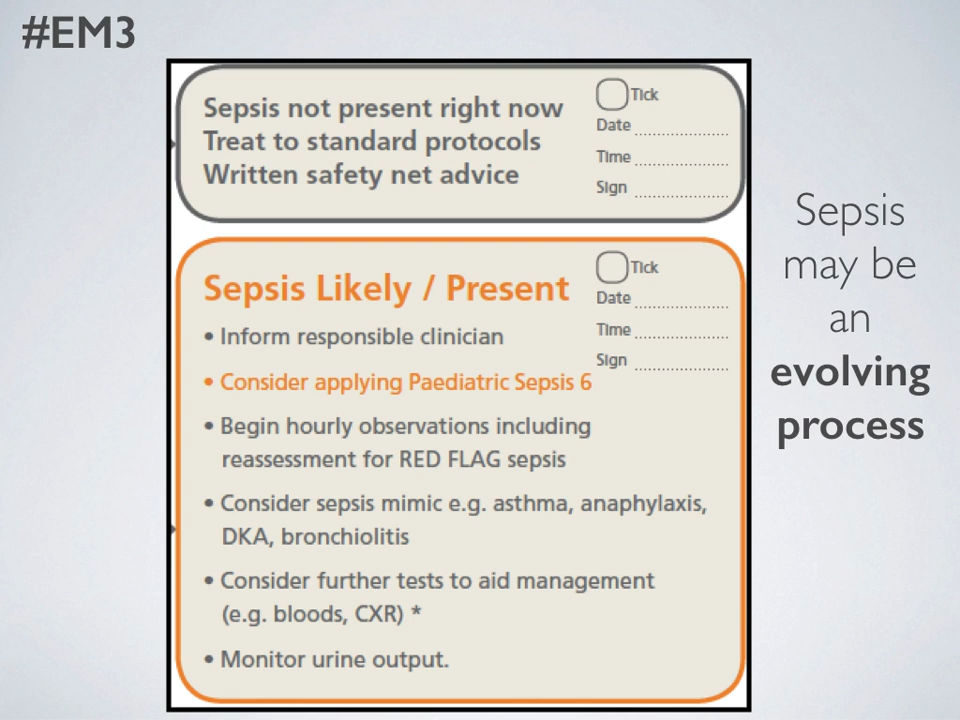 #EM3
Sepsis not present right now
Treat to standard protocols
Written safety net advice
Tick
Date
Time
Sign
Sepsis Likely / Present
Tick
Date
Time
Sign
• Inform responsible clinician
• Consider applying Paediatric Sepsis 6
• Begin hourly observations including
reassessment for RED FLAG sepsis
• Consider sepsis mimic e.g. asthma, anaphylaxis,
DKA, bronchiolitis
• Consider further tests to aid management
(e.g. bloods, CXR) *
• Monitor urine output.
Sepsis
may be
an
evolving
process